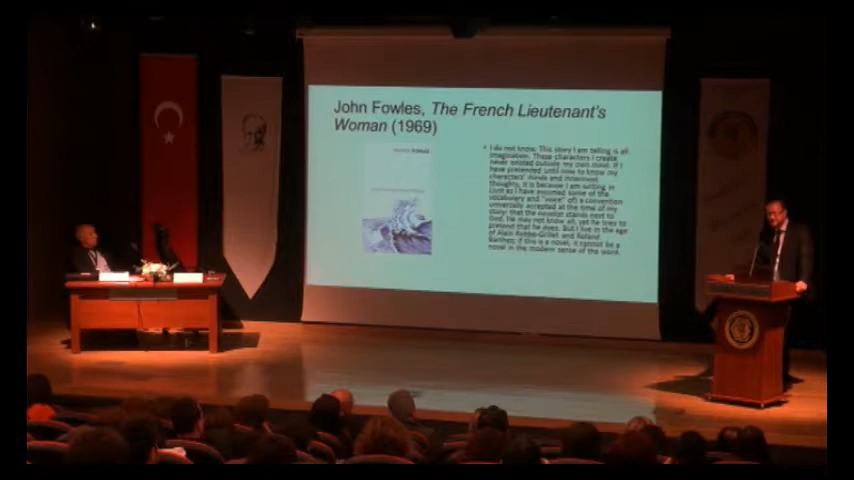 John Fowles, The French Lieutenant's
Woman (1969)
• I do not know. This story I am telling is all
imagination. These characters I create
never existed outside my own mind. If I
have pretended until now to know my
characters' minds and innermost
thoughts, it is because I am writing in
(just as I have assumed some of the
vocabulary and "voice" of) a convention
universally accepted at the time of my
story: that the novelist stands next to
God. He may not know all, yet he tries to
pretend that he does. But I live in the age
of Alain Robbe-Grillet and Roland
Barthes; if this is a novel, it cannot be a
novel in the modern sense of the word.